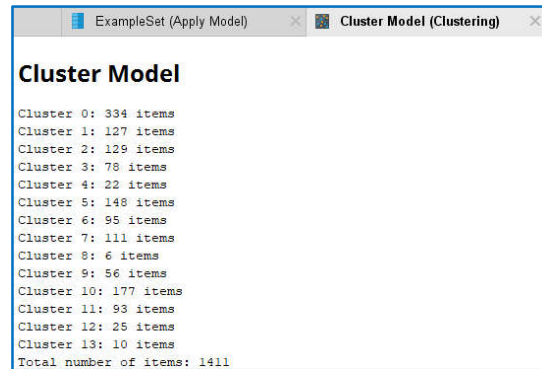 ExampleSet (Apply Model)
Cluster Model (Clustering)
Cluster Model
Cluster 0: 334 items
Cluster 1: 127 items
Cluster 2: 129 items
Cluster 3: 78 items
Cluster 4: 22 items
Cluster 5: 148 items
Cluster 6: 95 items
Cluster 7: 111 items
Cluster 8: 6 items
Cluster 9: 56 items
Cluster 10: 177 items
Cluster 11: 93 items
Cluster 12: 25 items
Cluster 13: 10 items
Total number of items: 1411